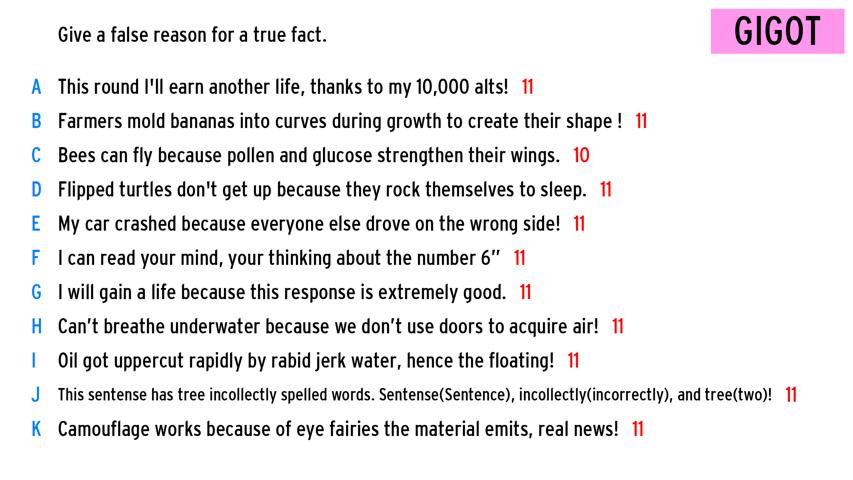 Give a false reason for a true fact.
GIGOT
A This round I'll earn another life, thanks to my 10,000 alts! 11
B Farmers mold bananas into curves during growth to create their shape ! 11
C Bees can fly because pollen and glucose strengthen their wings. 10
D Flipped turtles don't get up because they rock themselves to sleep. 11
E My car crashed because everyone else drove on the wrong side! 11
F I can read your mind, your thinking about the number 6″ 11
G I will gain a life because this response is extremely good. 11
H Can’t breathe underwater because we don’t use doors to acquire air! 11
I Oil got uppercut rapidly by rabid jerk water, hence the floating! 11
J This sentense has tree incollectly spelled words. Sentense(Sentence), incollectly(incorrectly), and tree(two)! 11
K Camouflage works because of eye fairies the material emits, real news! 11